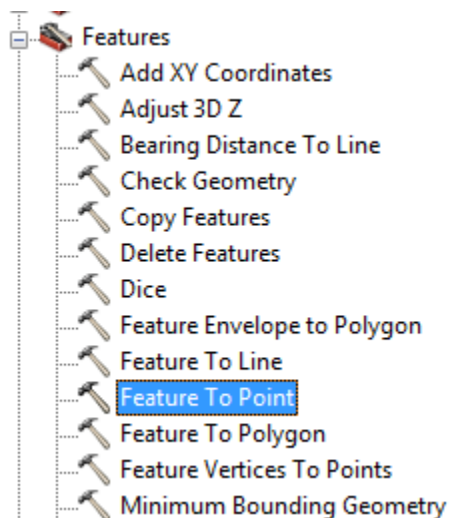 Features
Add XY Coordinates
Adjust 3D Z
Bearing Distance To Line
Check Geometry
Copy Features
Delete Features
Dice
Feature Envelope to Polygon
Feature To Line
Feature To Point
Feature To Polygon
Feature Vertices To Points
Minimum Bounding Geometry